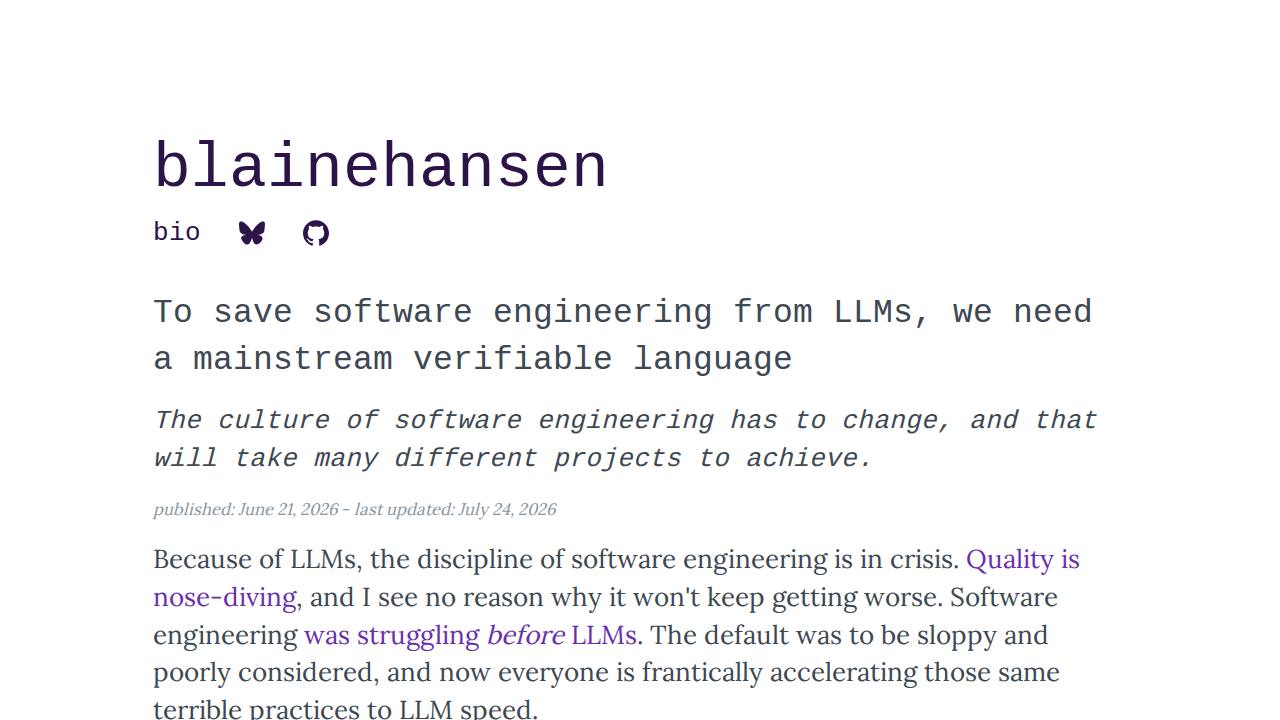 blainehansen
bio
To save software engineering from LLMs, we need
a mainstream verifiable language
The culture of software engineering has to change, and that
will take many different projects to achieve.
published: June 21, 2026 - last updated: July 24, 2026
Because of LLMs, the discipline of software engineering is in crisis. Quality is
nose-diving, and I see no reason why it won't keep getting worse. Software
engineering was struggling before LLMs. The default was to be sloppy and
poorly considered, and now everyone is frantically accelerating those same
terrible practices to LLM speed.